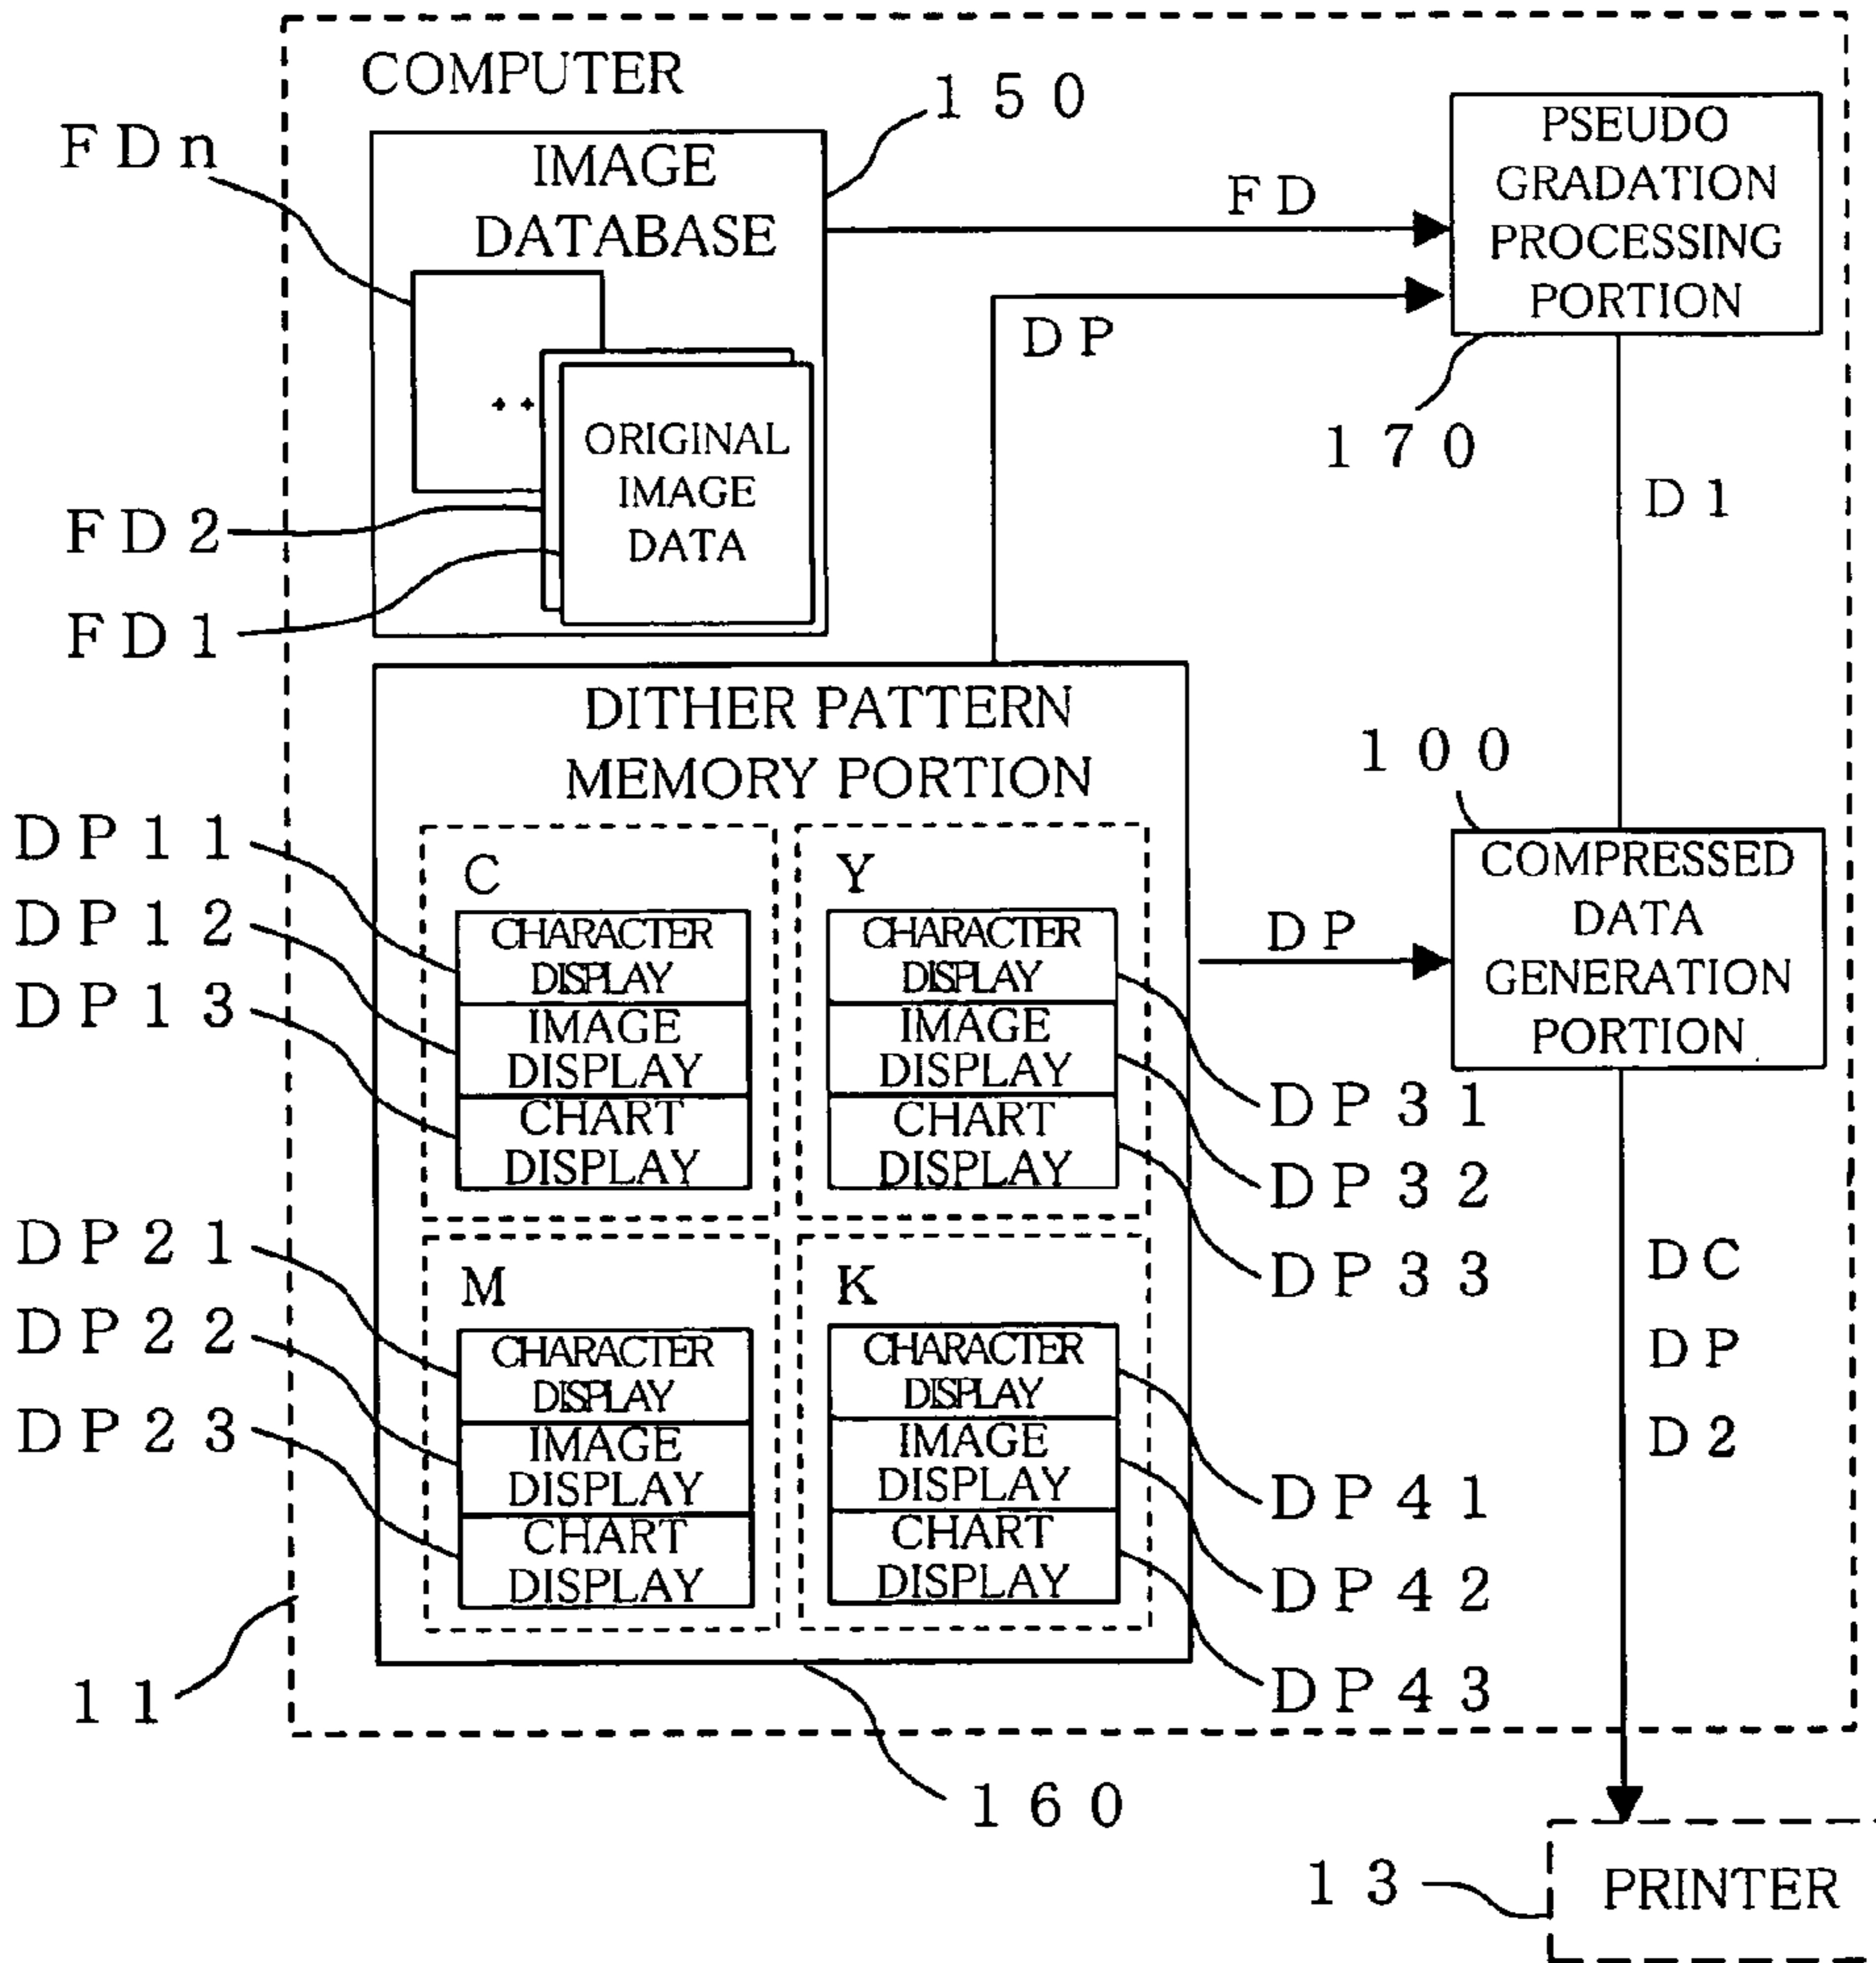 COMPUTER
150
FDn
IMAGE
DATABASE
PSEUDO
GRADATION
PROCESSING
PORTION
FD
DP
170
ORIGINAL
IMAGE
DATA
FD2
FD1
D1
DITHER PATTERN
MEMORY PORTION
100
DP11
DP12
DP13
C
CHARACTER
DISPLAY
IMAGE
DISPLAY
CHART
DISPLAY
Y
CHARACTER
DISPLAY
IMAGE
DISPLAY
CHART
DISPLAY
DP
COMPRESSED
DATA
GENERATION
PORTION
DP31
DP32
DP33
DP21
DP22
DP23
M
CHARACTER
DISPLAY
IMAGE
DISPLAY
CHART
DISPLAY
K
CHARACTER
DISPLAY
IMAGE
DISPLAY
CHART
DISPLAY
DC
DP
D2
DP41
DP42
DP43
11
160
13
PRINTER